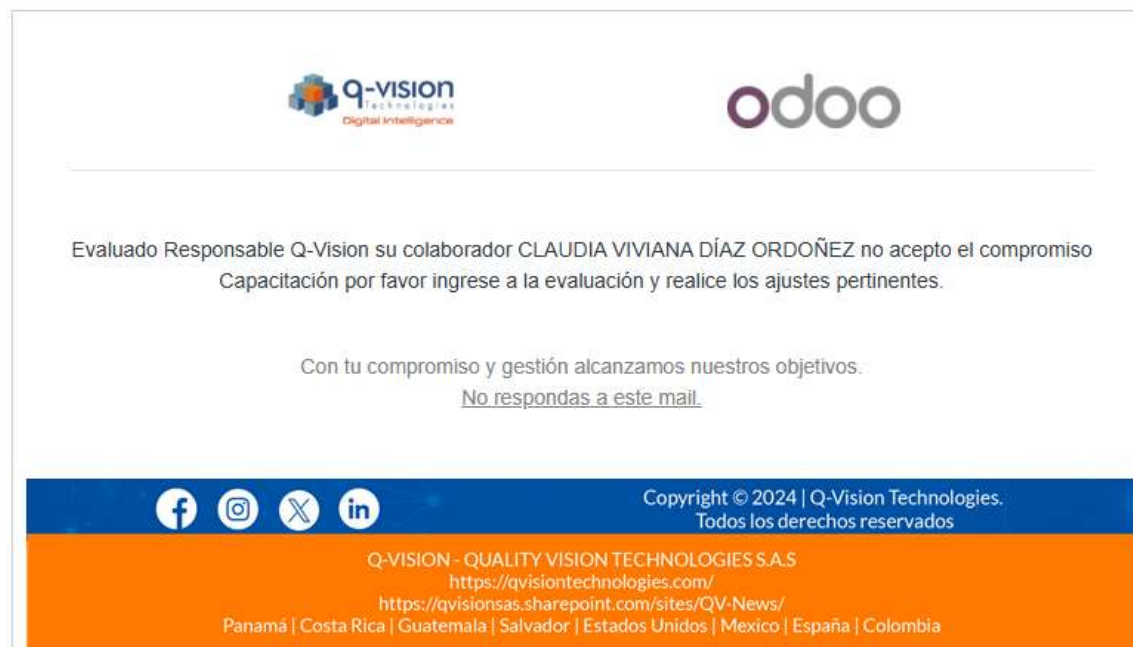 q-vision
Technologies
Digital Intelligence
odoo
Evaluado Responsable Q-Vision su colaborador CLAUDIA VIVIANA DÍAZ ORDOÑEZ no acepto el compromiso
Capacitación por favor ingrese a la evaluación y realice los ajustes pertinentes.
Con tu compromiso y gestión alcanzamos nuestros objetivos.
No respondas a este mail.
Copyright © 2024 | Q-Vision Technologies.
Todos los derechos reservados
Q-VISION - QUALITY VISION TECHNOLOGIES S.A.S
https://qvisiontechnologies.com/
https://qvisionsas.sharepoint.com/sites/QV-News/
Panamá | Costa Rica | Guatemala | Salvador | Estados Unidos | Mexico | España | Colombia